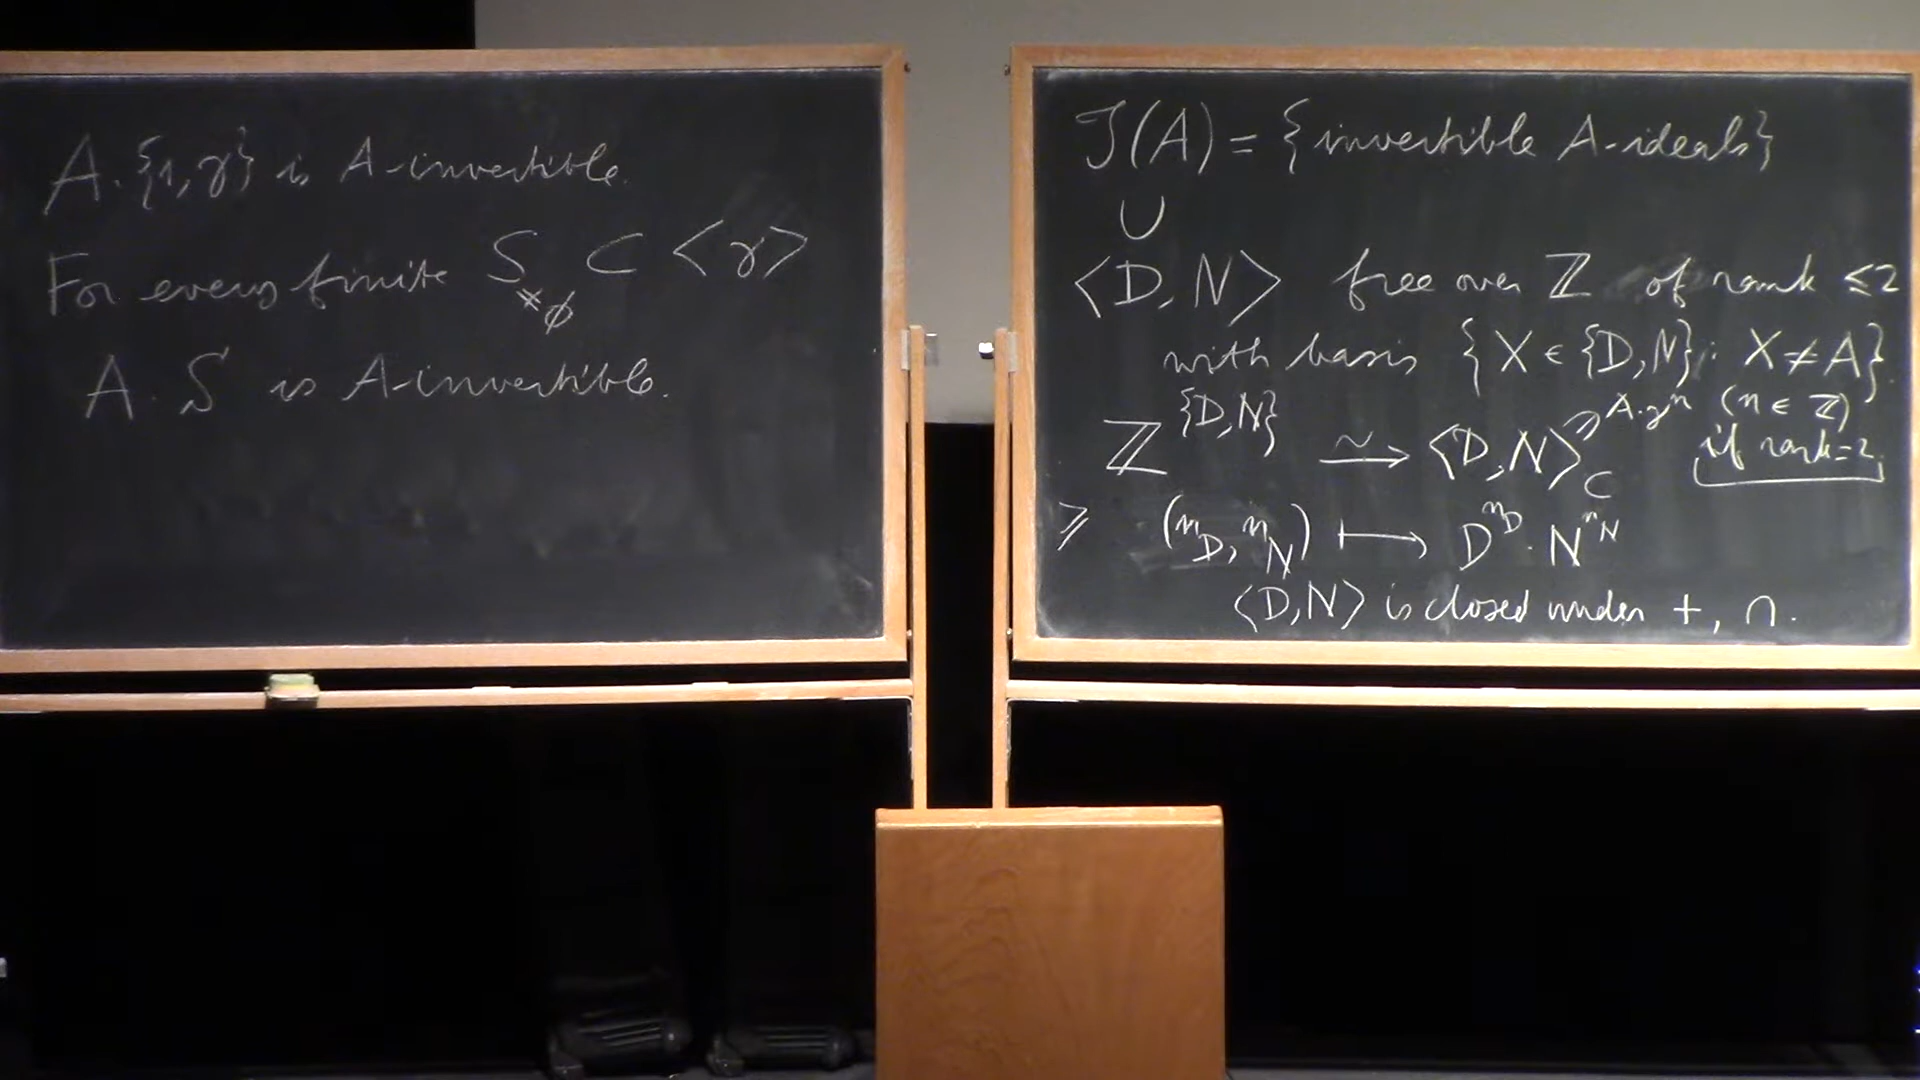 A·{1,γ} is A-invertible.
For every finite S ≠∅ ⊂ <γ>
A·S is A-invertible.
I(A) = {invertible A-ideals}
∪
<D,N> free over ℤ of rank ≤2
with basis {X ∈ {D,N}: X ≠ A}.
ℤ^{D,N} ⥲ <D,N> ∋ A·γⁿ (n ∈ ℤ)
⊂ if rank=2
≥ (n_D, n_N) ⟼ D^{n_D}·N^{n_N}
<D,N> is closed under +, ∩.